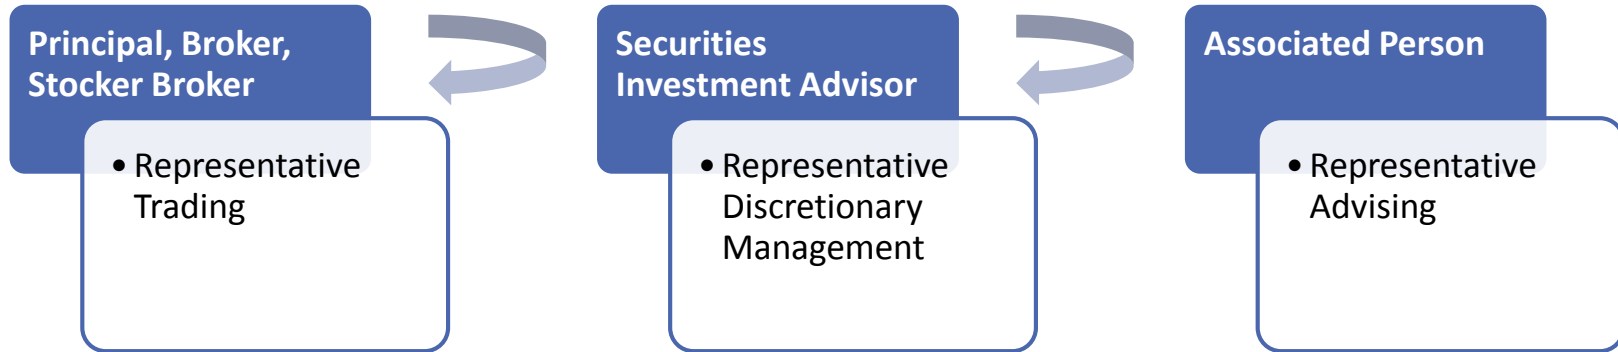 Principal, Broker,
Stocker Broker
• Representative
Trading
Securities
Investment Advisor
• Representative
Discretionary
Management
Associated Person
• Representative
Advising